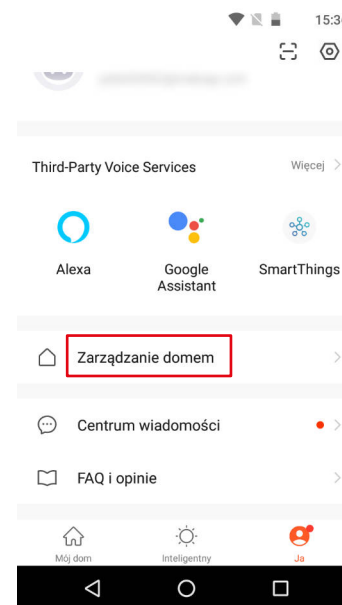 15:3
Third-Party Voice Services
Więcej
Alexa
Google
Assistant
SmartThings
Zarządzanie domem
Centrum wiadomości
FAQ i opinie
Mój dom
Inteligentny
Ja